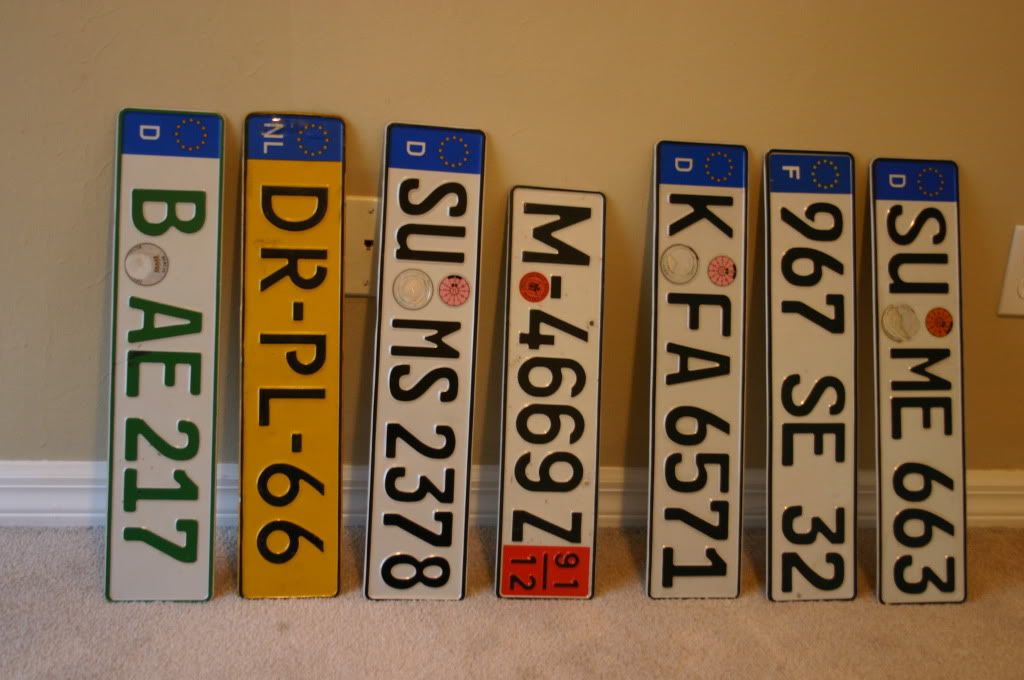 D B AE 217
NL DR-PL-66
D SU MS 2378
M-4669Z 91 12
D K FA 6571
F 967 SE 32
D SU ME 663